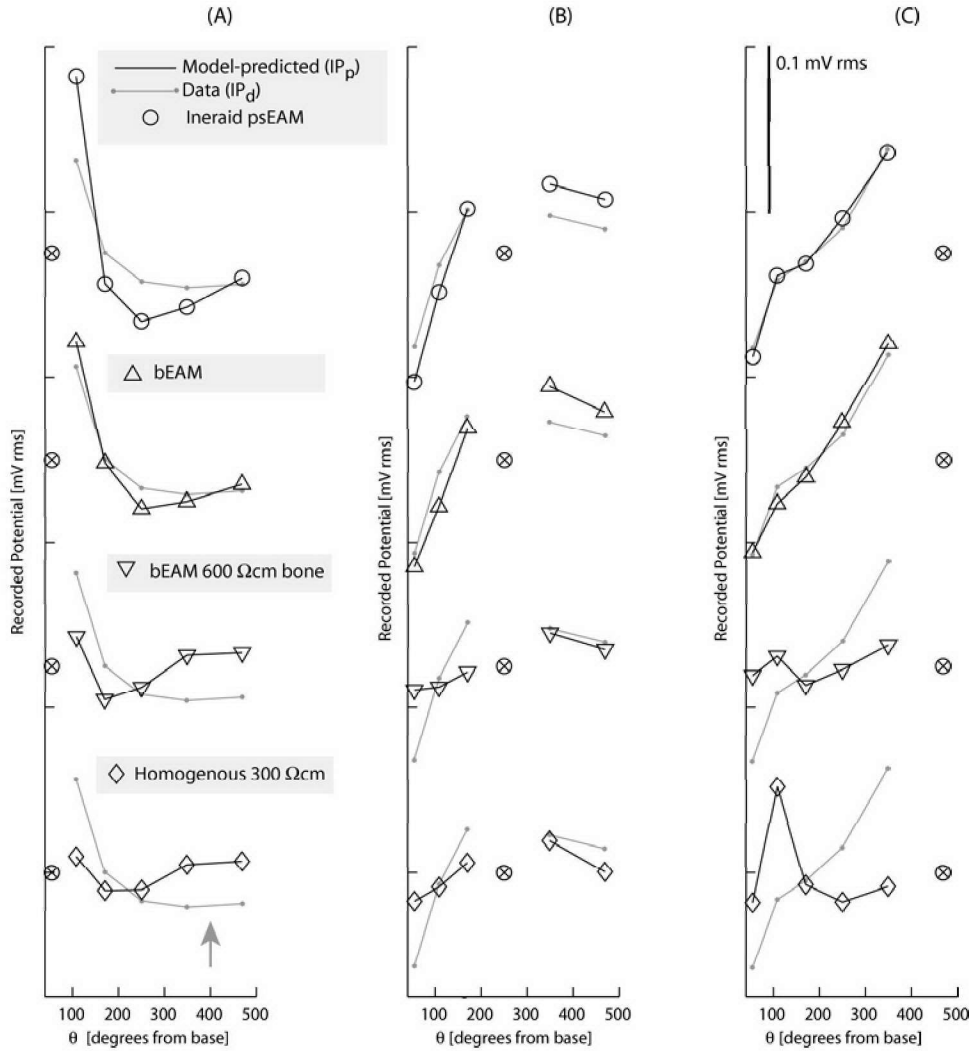 (A)
(B)
(C)
Model-predicted (IPp)
Data (IPd)
Ineraid psEAM
0.1 mV rms
bEAM
bEAM 600 Ωcm bone
Homogenous 300 Ωcm
Recorded Potential [mV rms]
Recorded Potential [mV rms]
Recorded Potential [mV rms]
100 200 300 400 500
100 200 300 400 500
100 200 300 400 500
θ [degrees from base]
θ [degrees from base]
θ [degrees from base]